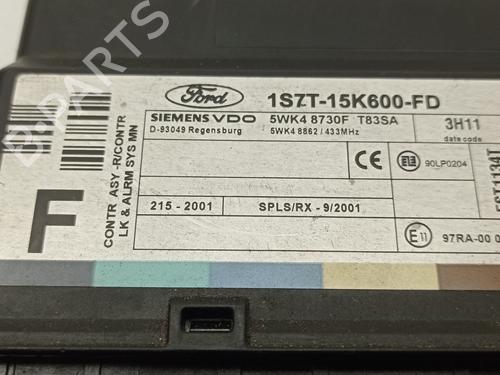 B-PARTS
Ford
1S7T-15K600-FD
SIEMENS VDO
D-93049 Regensburg
5WK4 8730F T83SA
5WK4 8862 / 433MHz
3H11
date code
CE
90LP0204
215 - 2001
SPLS/RX - 9/2001
E11
97RA-00 0
F
CONTR ASY -R/CONTR
LK & ALRM SYS MN